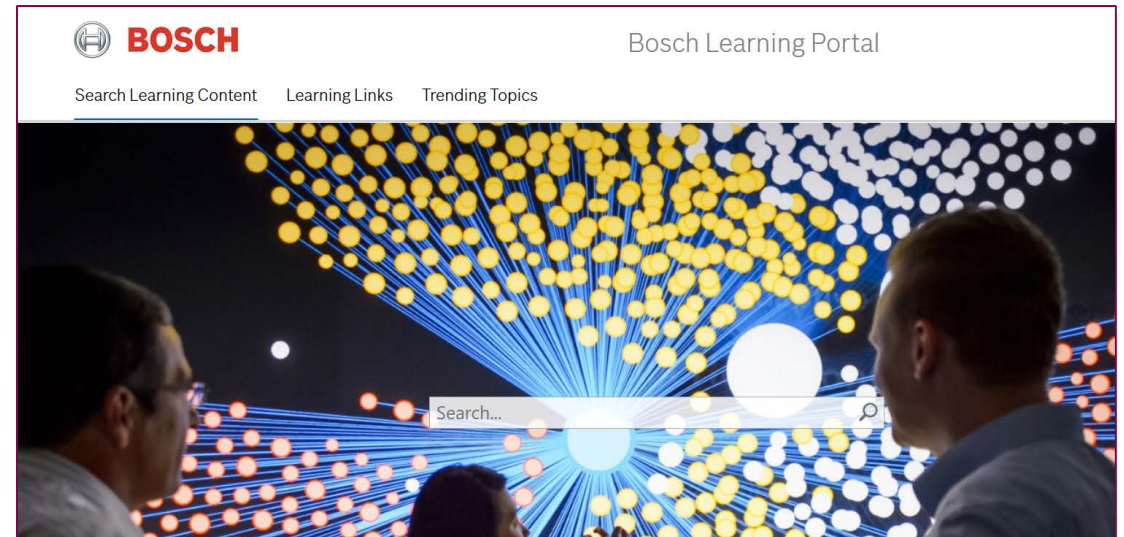 BOSCH
Bosch Learning Portal
Search Learning Content Learning Links Trending Topics
Search...